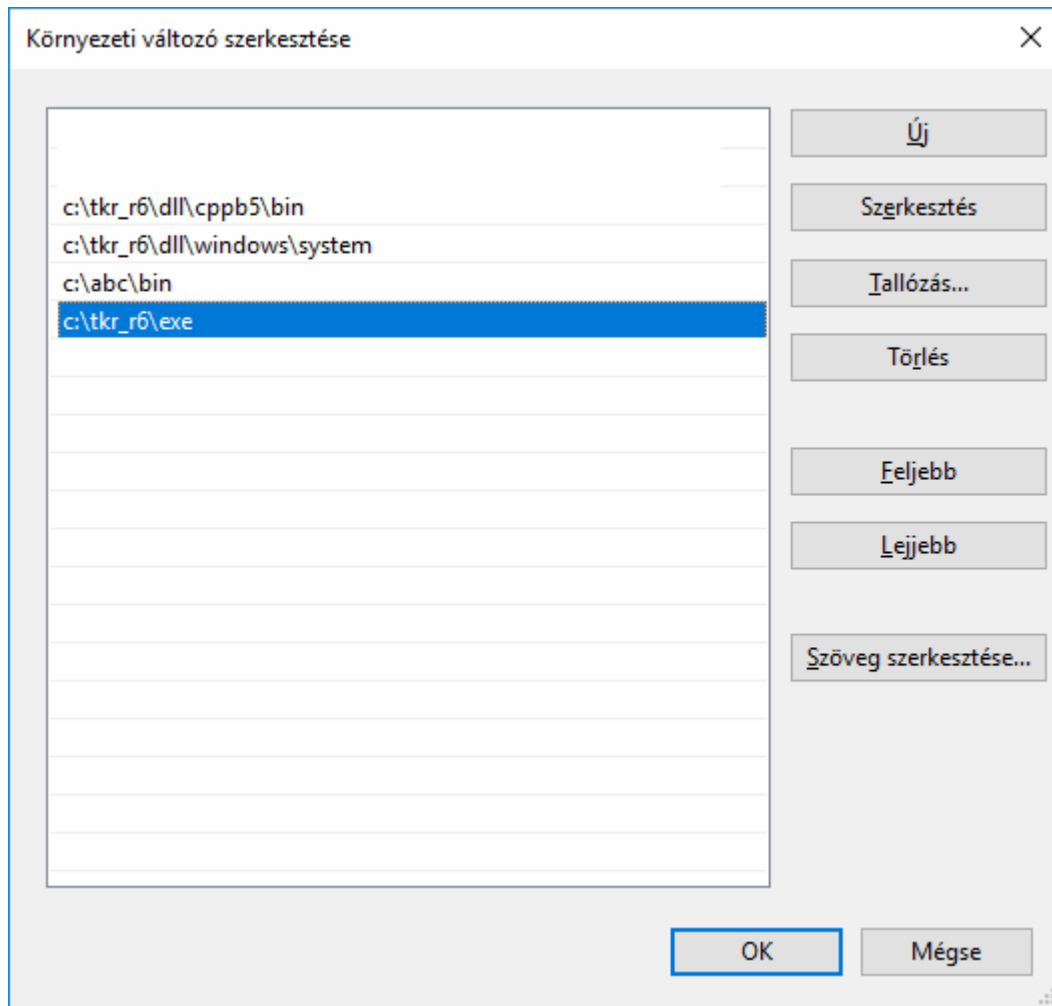 Környezeti változó szerkesztése
c:\tkr_r6\dll\cppb5\bin
c:\tkr_r6\dll\windows\system
c:\abc\bin
c:\tkr_r6\exe
Új
Szerkesztés
Tallózás...
Törlés
Feljebb
Lejjebb
Szöveg szerkesztése...
OK
Mégse